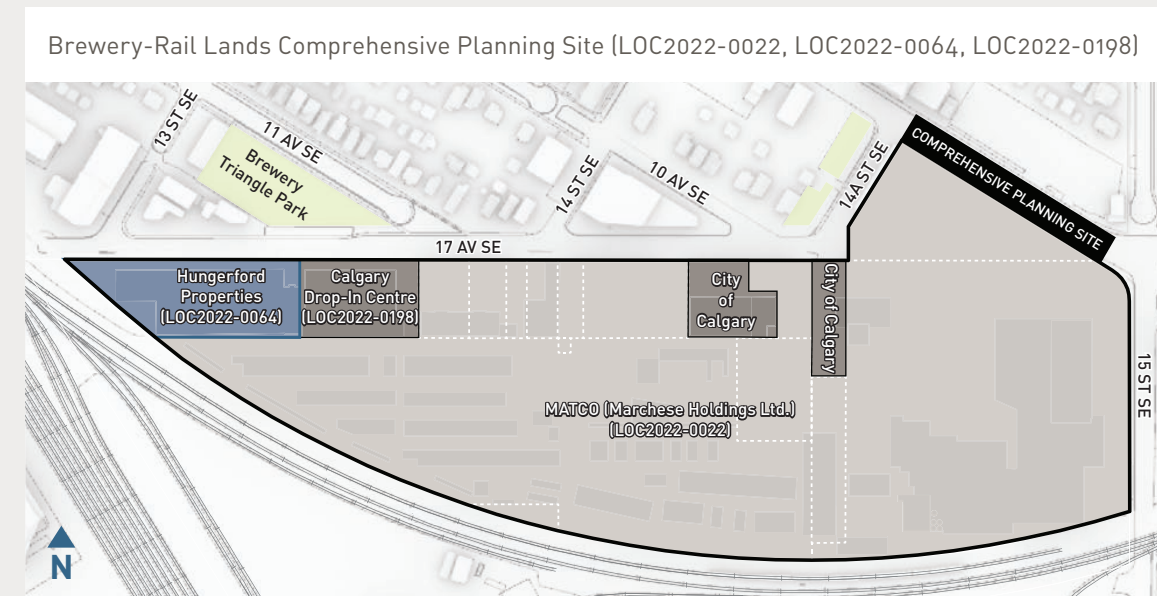 Brewery-Rail Lands Comprehensive Planning Site (LOC2022-0022, LOC2022-0064, LOC2022-0198)
13 ST SE
11 AV SE
Brewery
Triangle Park
14 ST SE
10 AV SE
14A ST SE
COMPREHENSIVE PLANNING SITE
17 AV SE
Hungerford
Properties
(LOC2022-0064)
Calgary
Drop-In Centre
(LOC2022-0198)
City
of
Calgary
City of Calgary
15 ST SE
MATCO (Marchese Holdings Ltd.)
(LOC2022-0022)
N